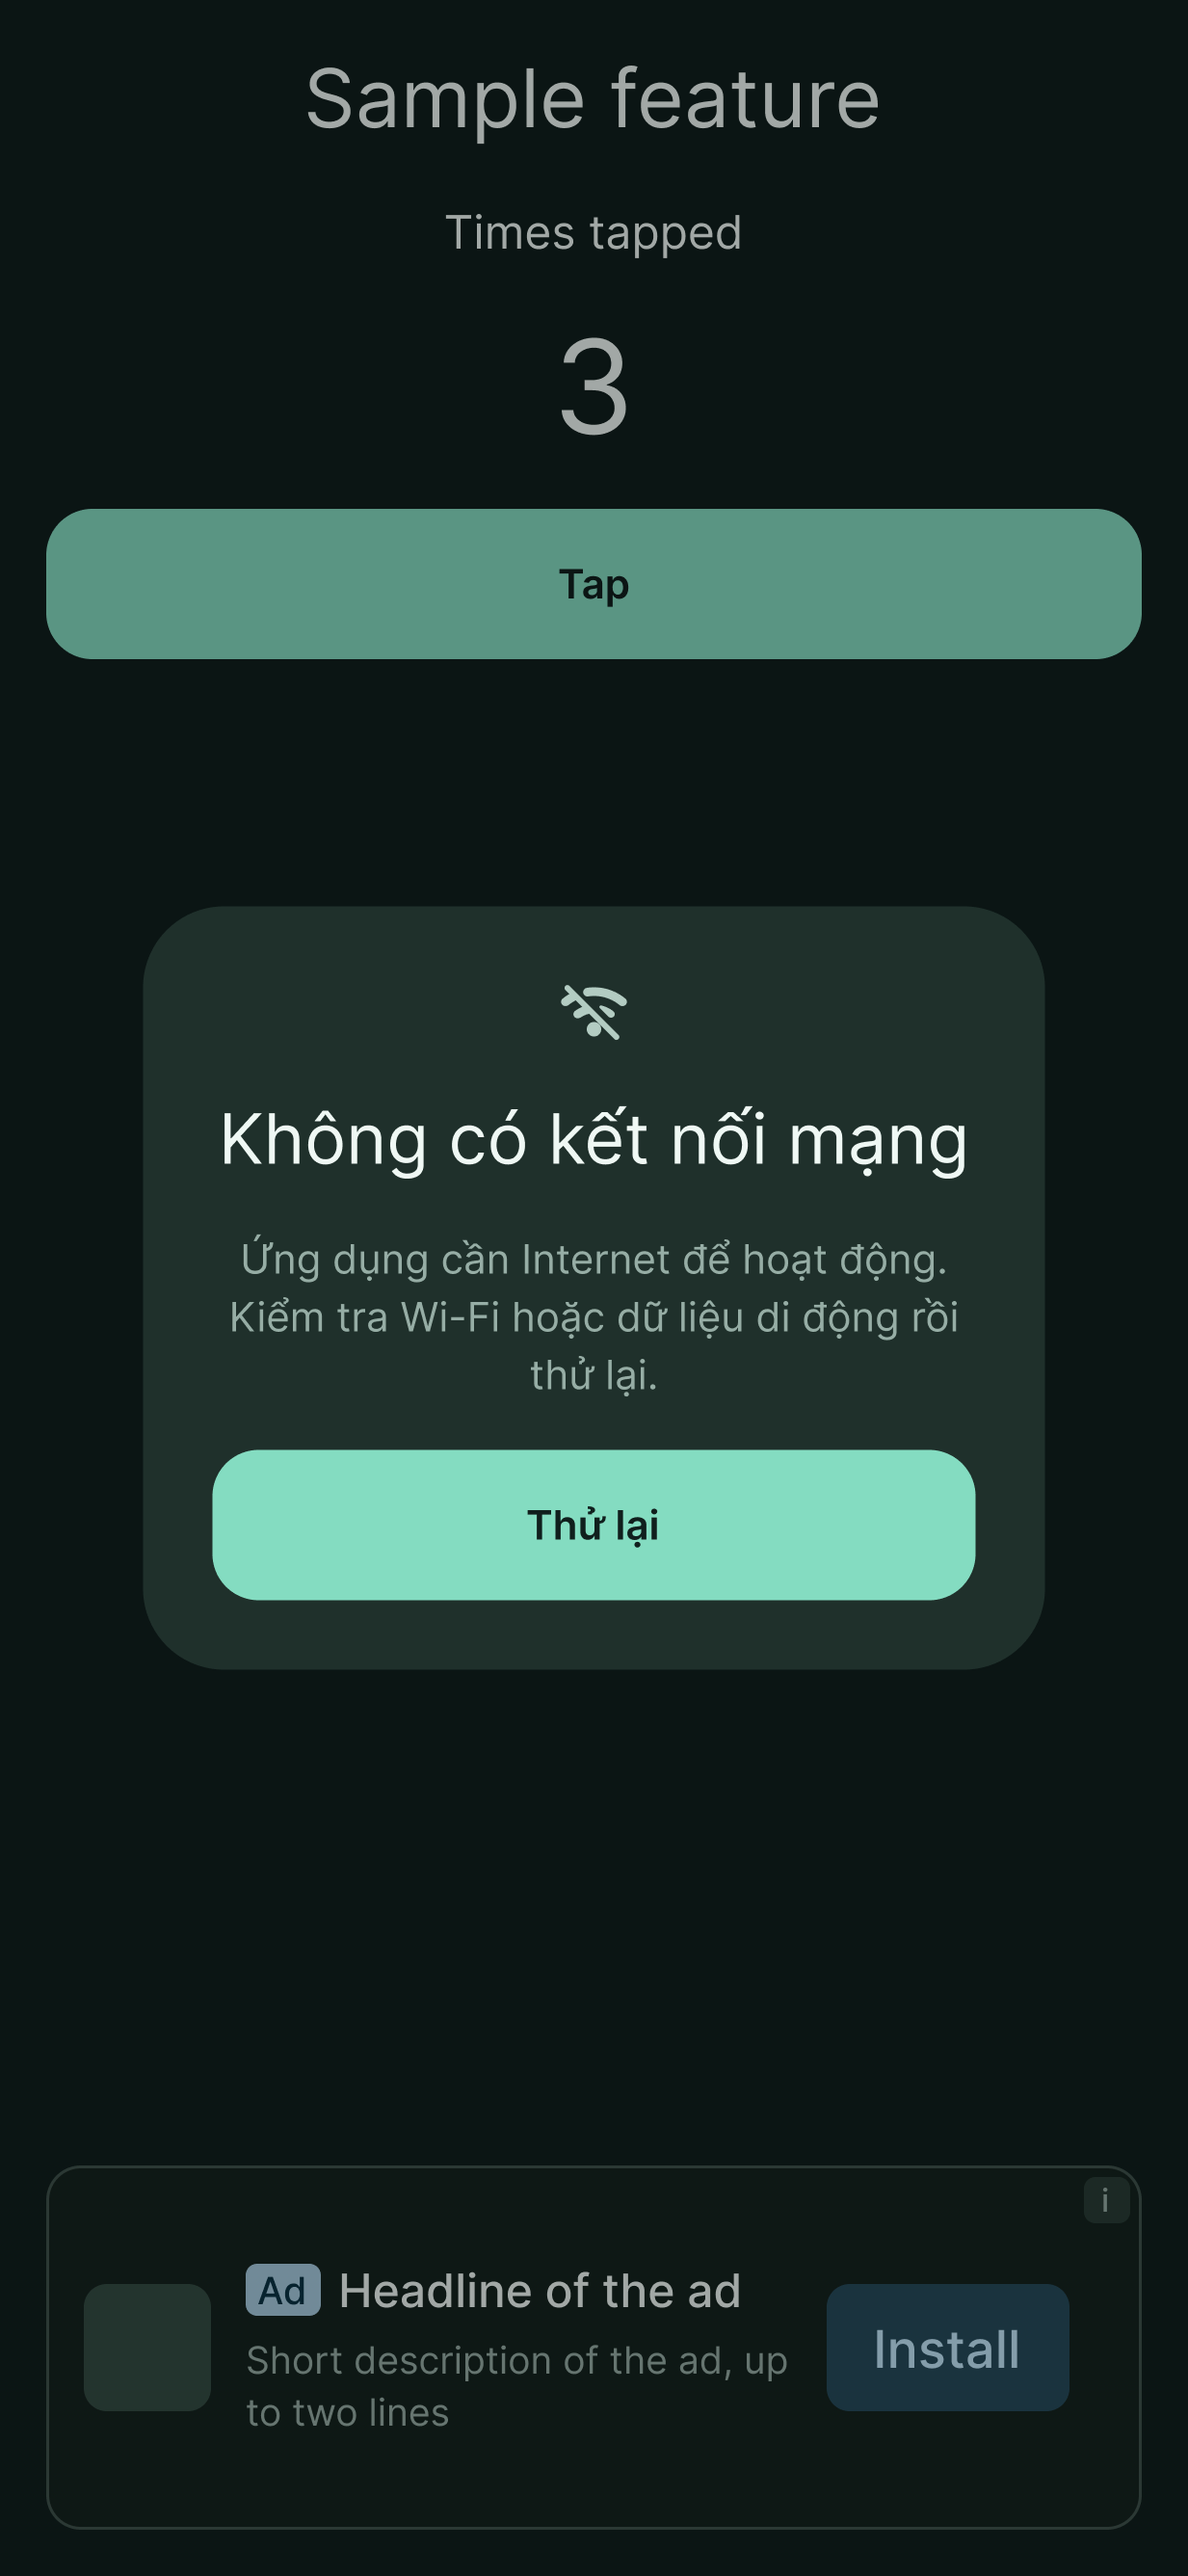 Sample feature
Times tapped
3
Tap
Không có kết nối mạng
Ứng dụng cần Internet để hoạt động.
Kiểm tra Wi-Fi hoặc dữ liệu di động rồi
thử lại.
Thử lại
i
Ad Headline of the ad
Short description of the ad, up
to two lines
Install